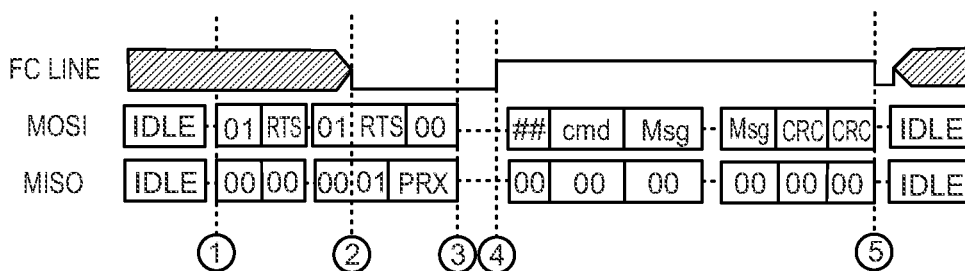 FC LINE
MOSI IDLE 01 RTS 01 RTS 00 ## cmd Msg Msg CRC CRC IDLE
MISO IDLE 00 00 00 01 PRX 00 00 00 00 00 00 IDLE
1 2 3 4 5